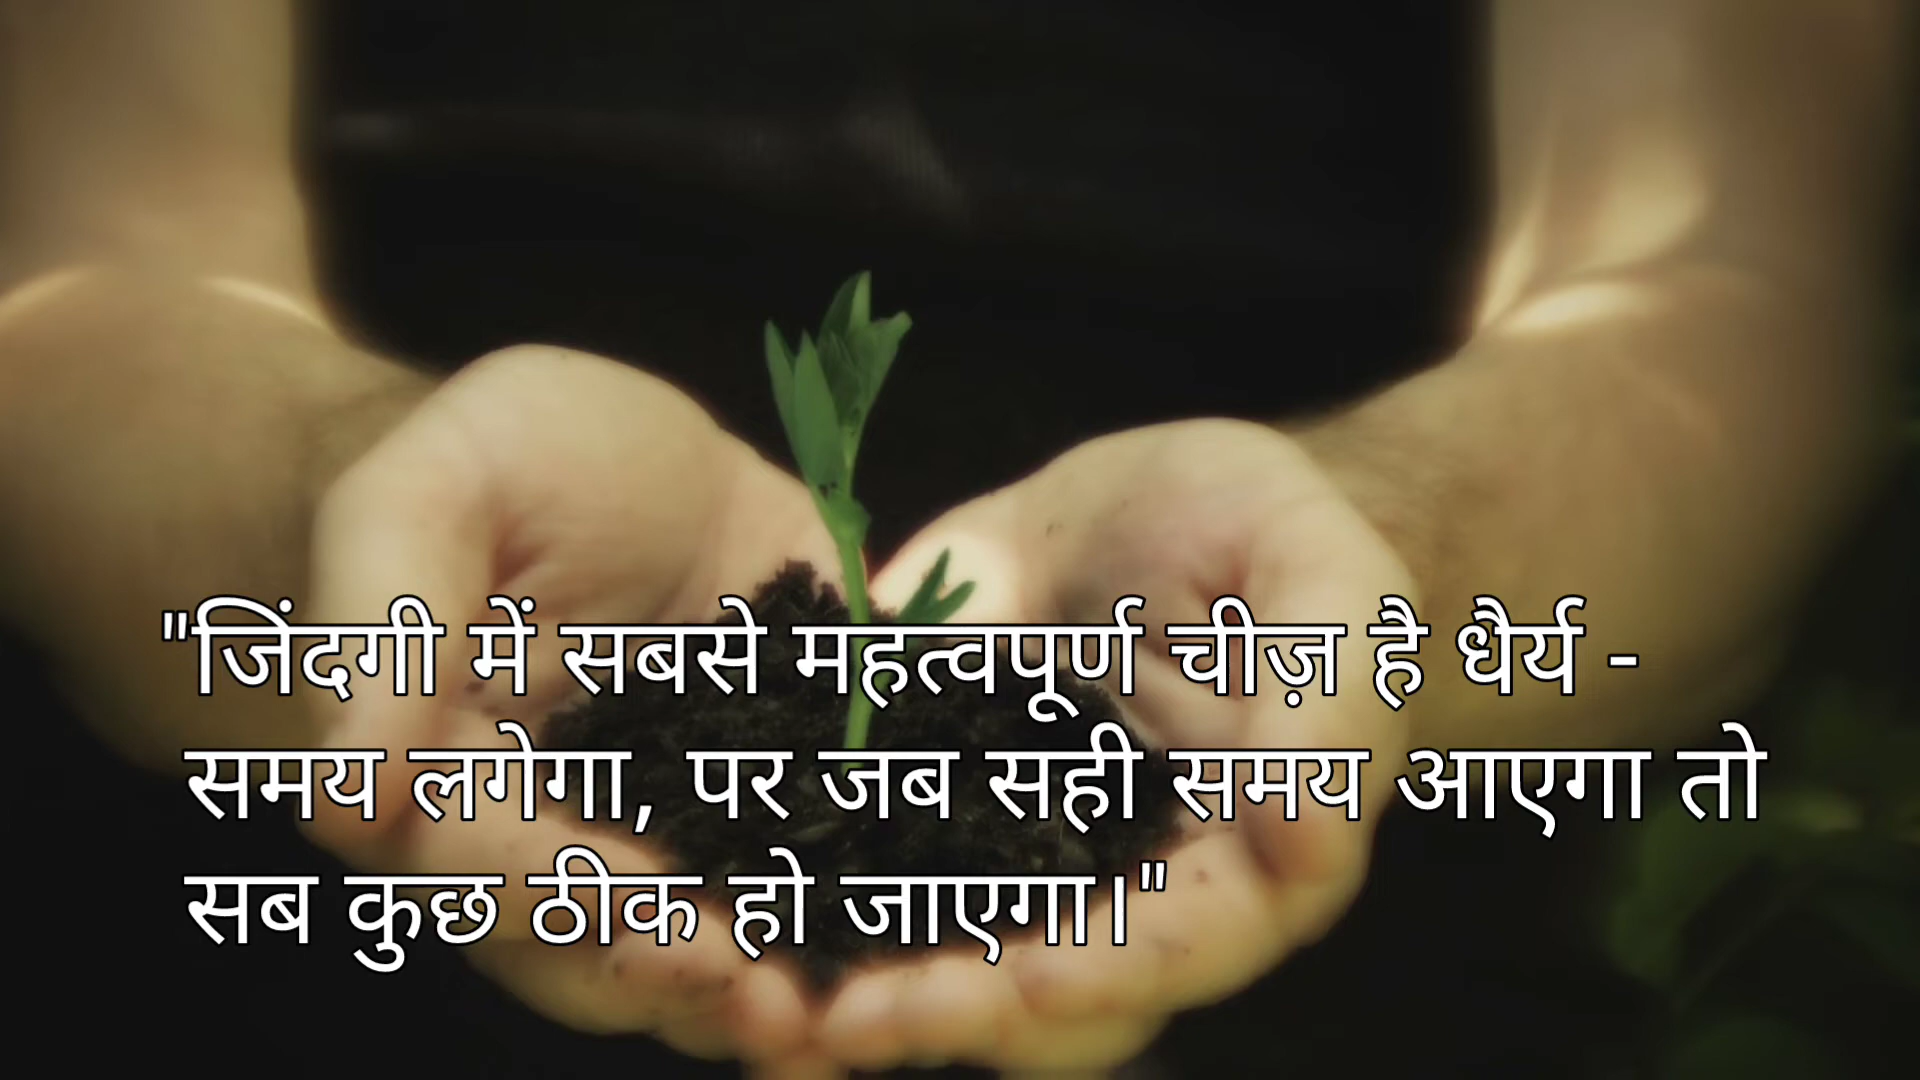 "जिंदगी में सबसे महत्वपूर्ण चीज़ है धैर्य -
समय लगेगा, पर जब सही समय आएगा तो
सब कुछ ठीक हो जाएगा।"